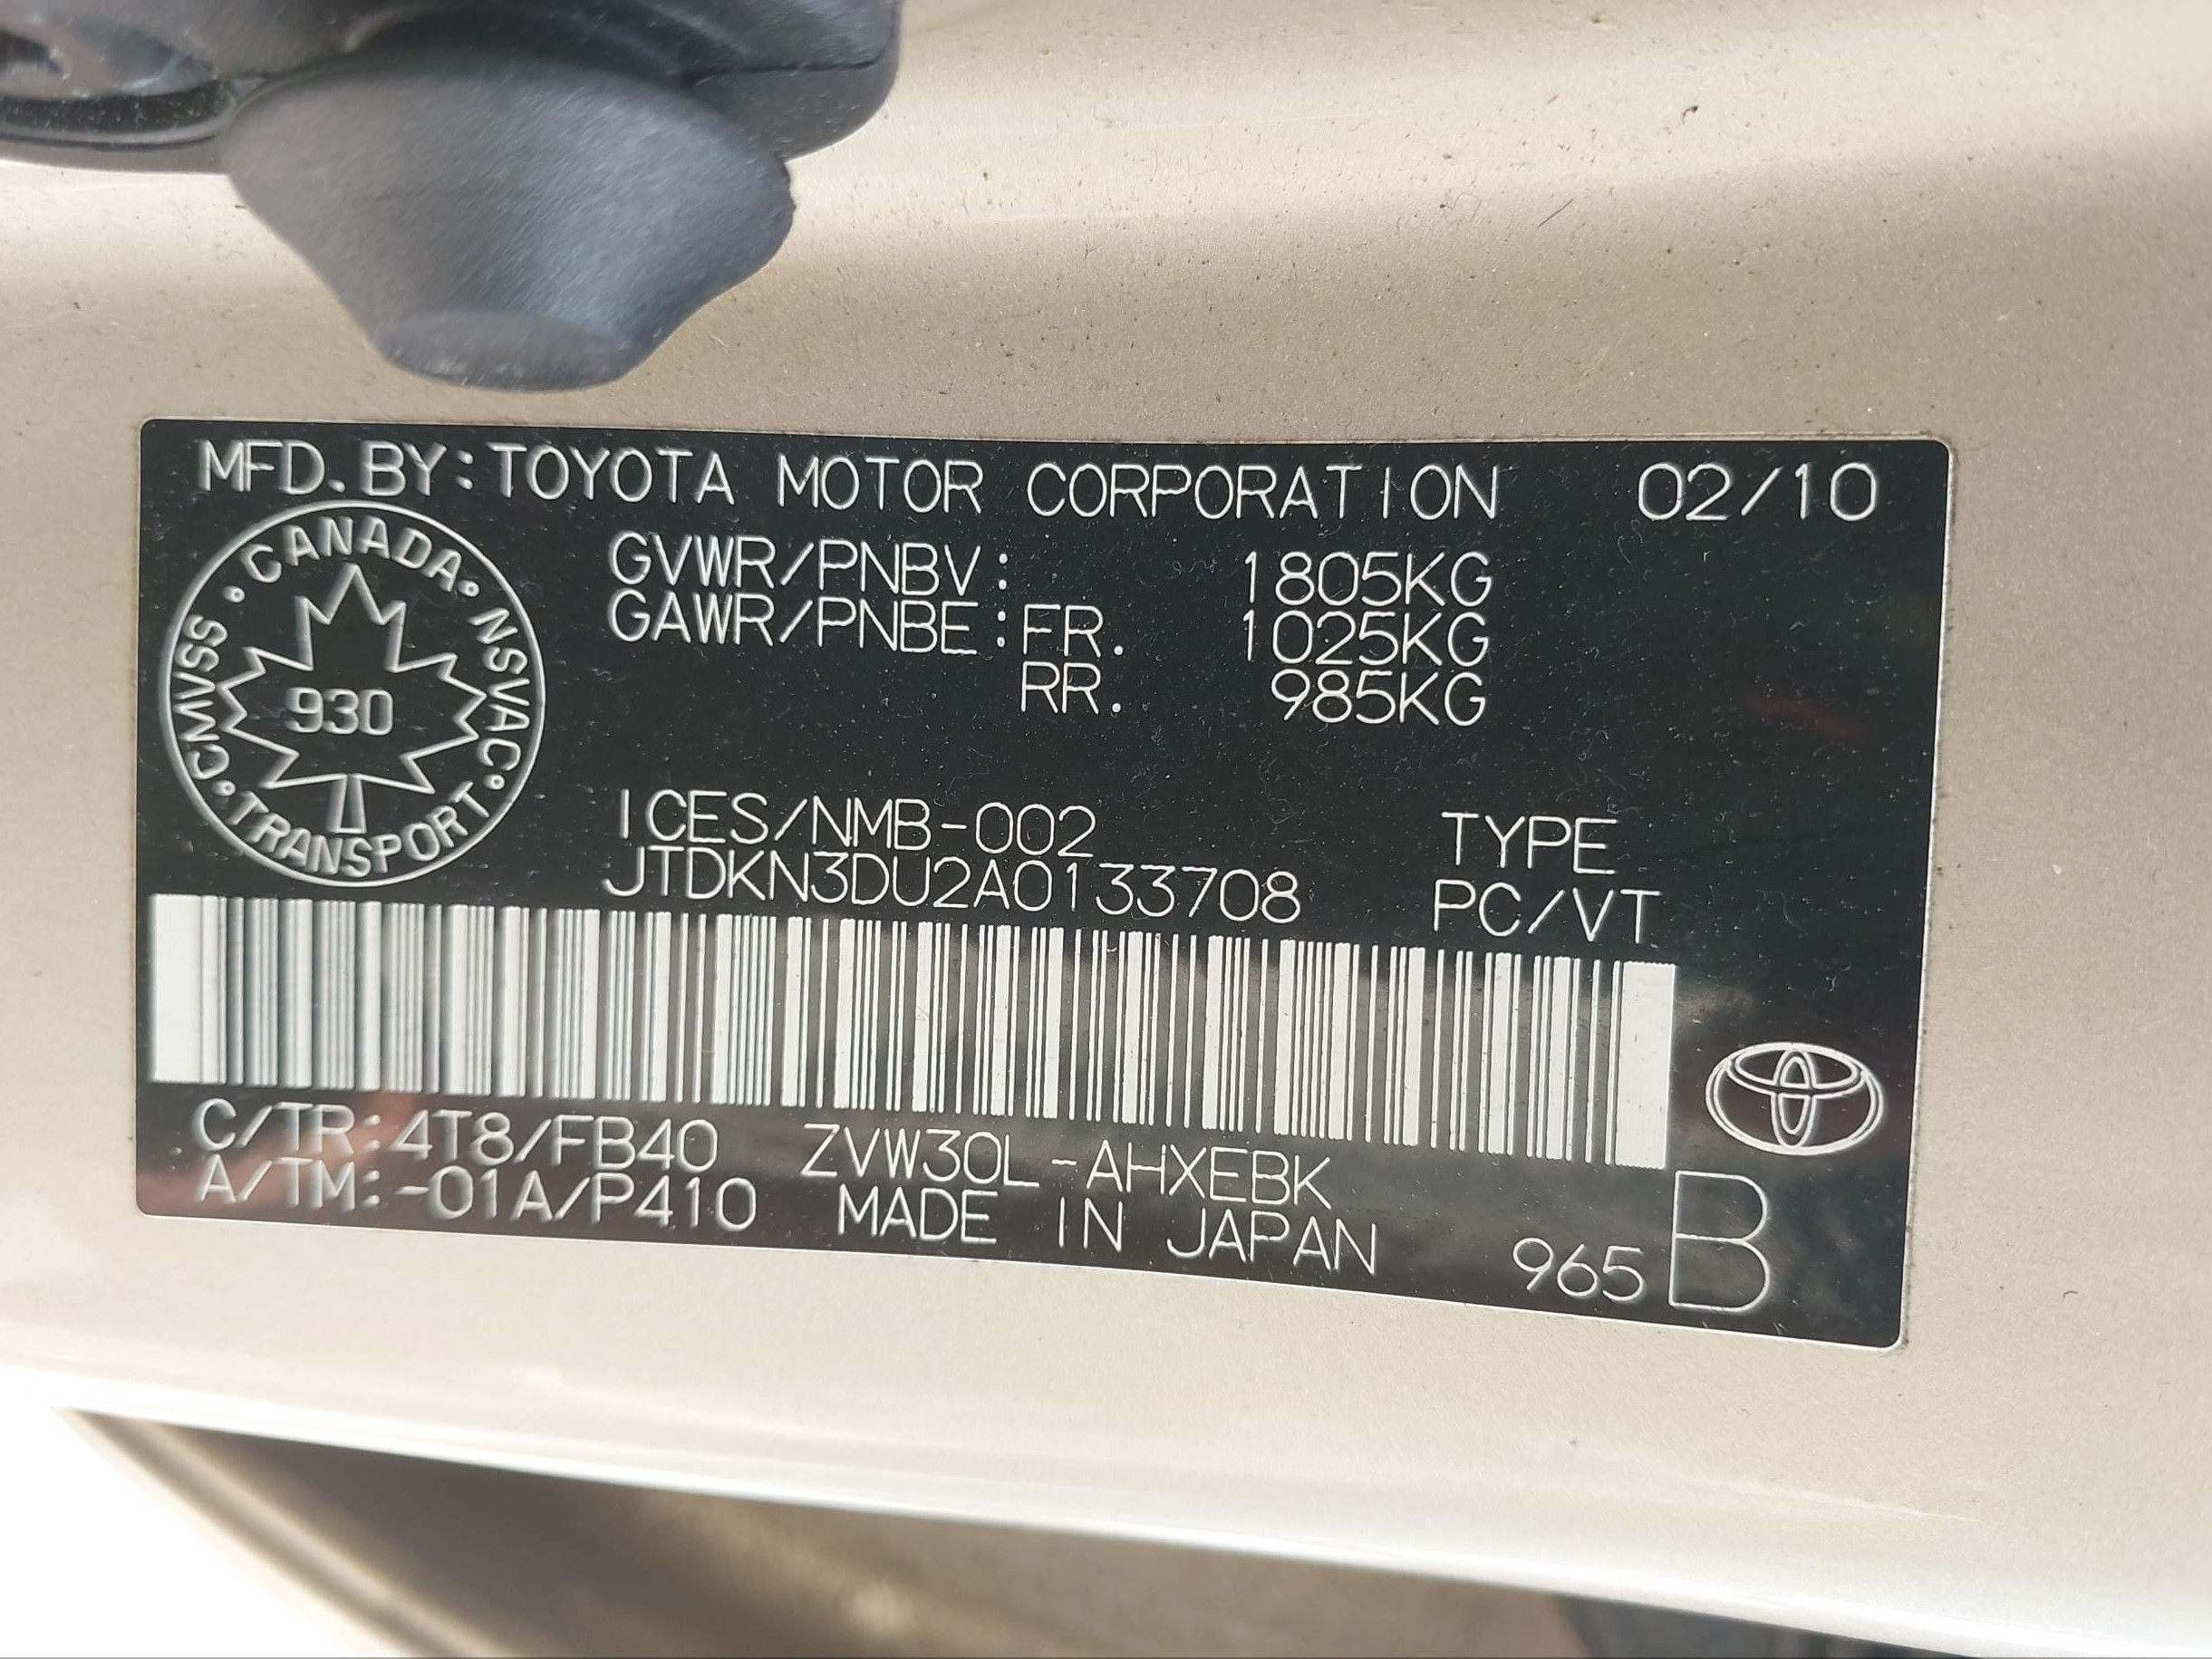 MFD. BY: TOYOTA MOTOR CORPORATION 02/10
CMVSS • CANADA • NSVAC • TRANSPORT •
930
GVWR/PNBV: 1805KG
GAWR/PNBE: FR. 1025KG
RR. 985KG
ICES/NMB-002
JTDKN3DU2A0133708
TYPE
PC/VT
C/TR: 4T8/FB40 ZVW30L-AHXEBK
A/TM: -01A/P410 MADE IN JAPAN
965 B